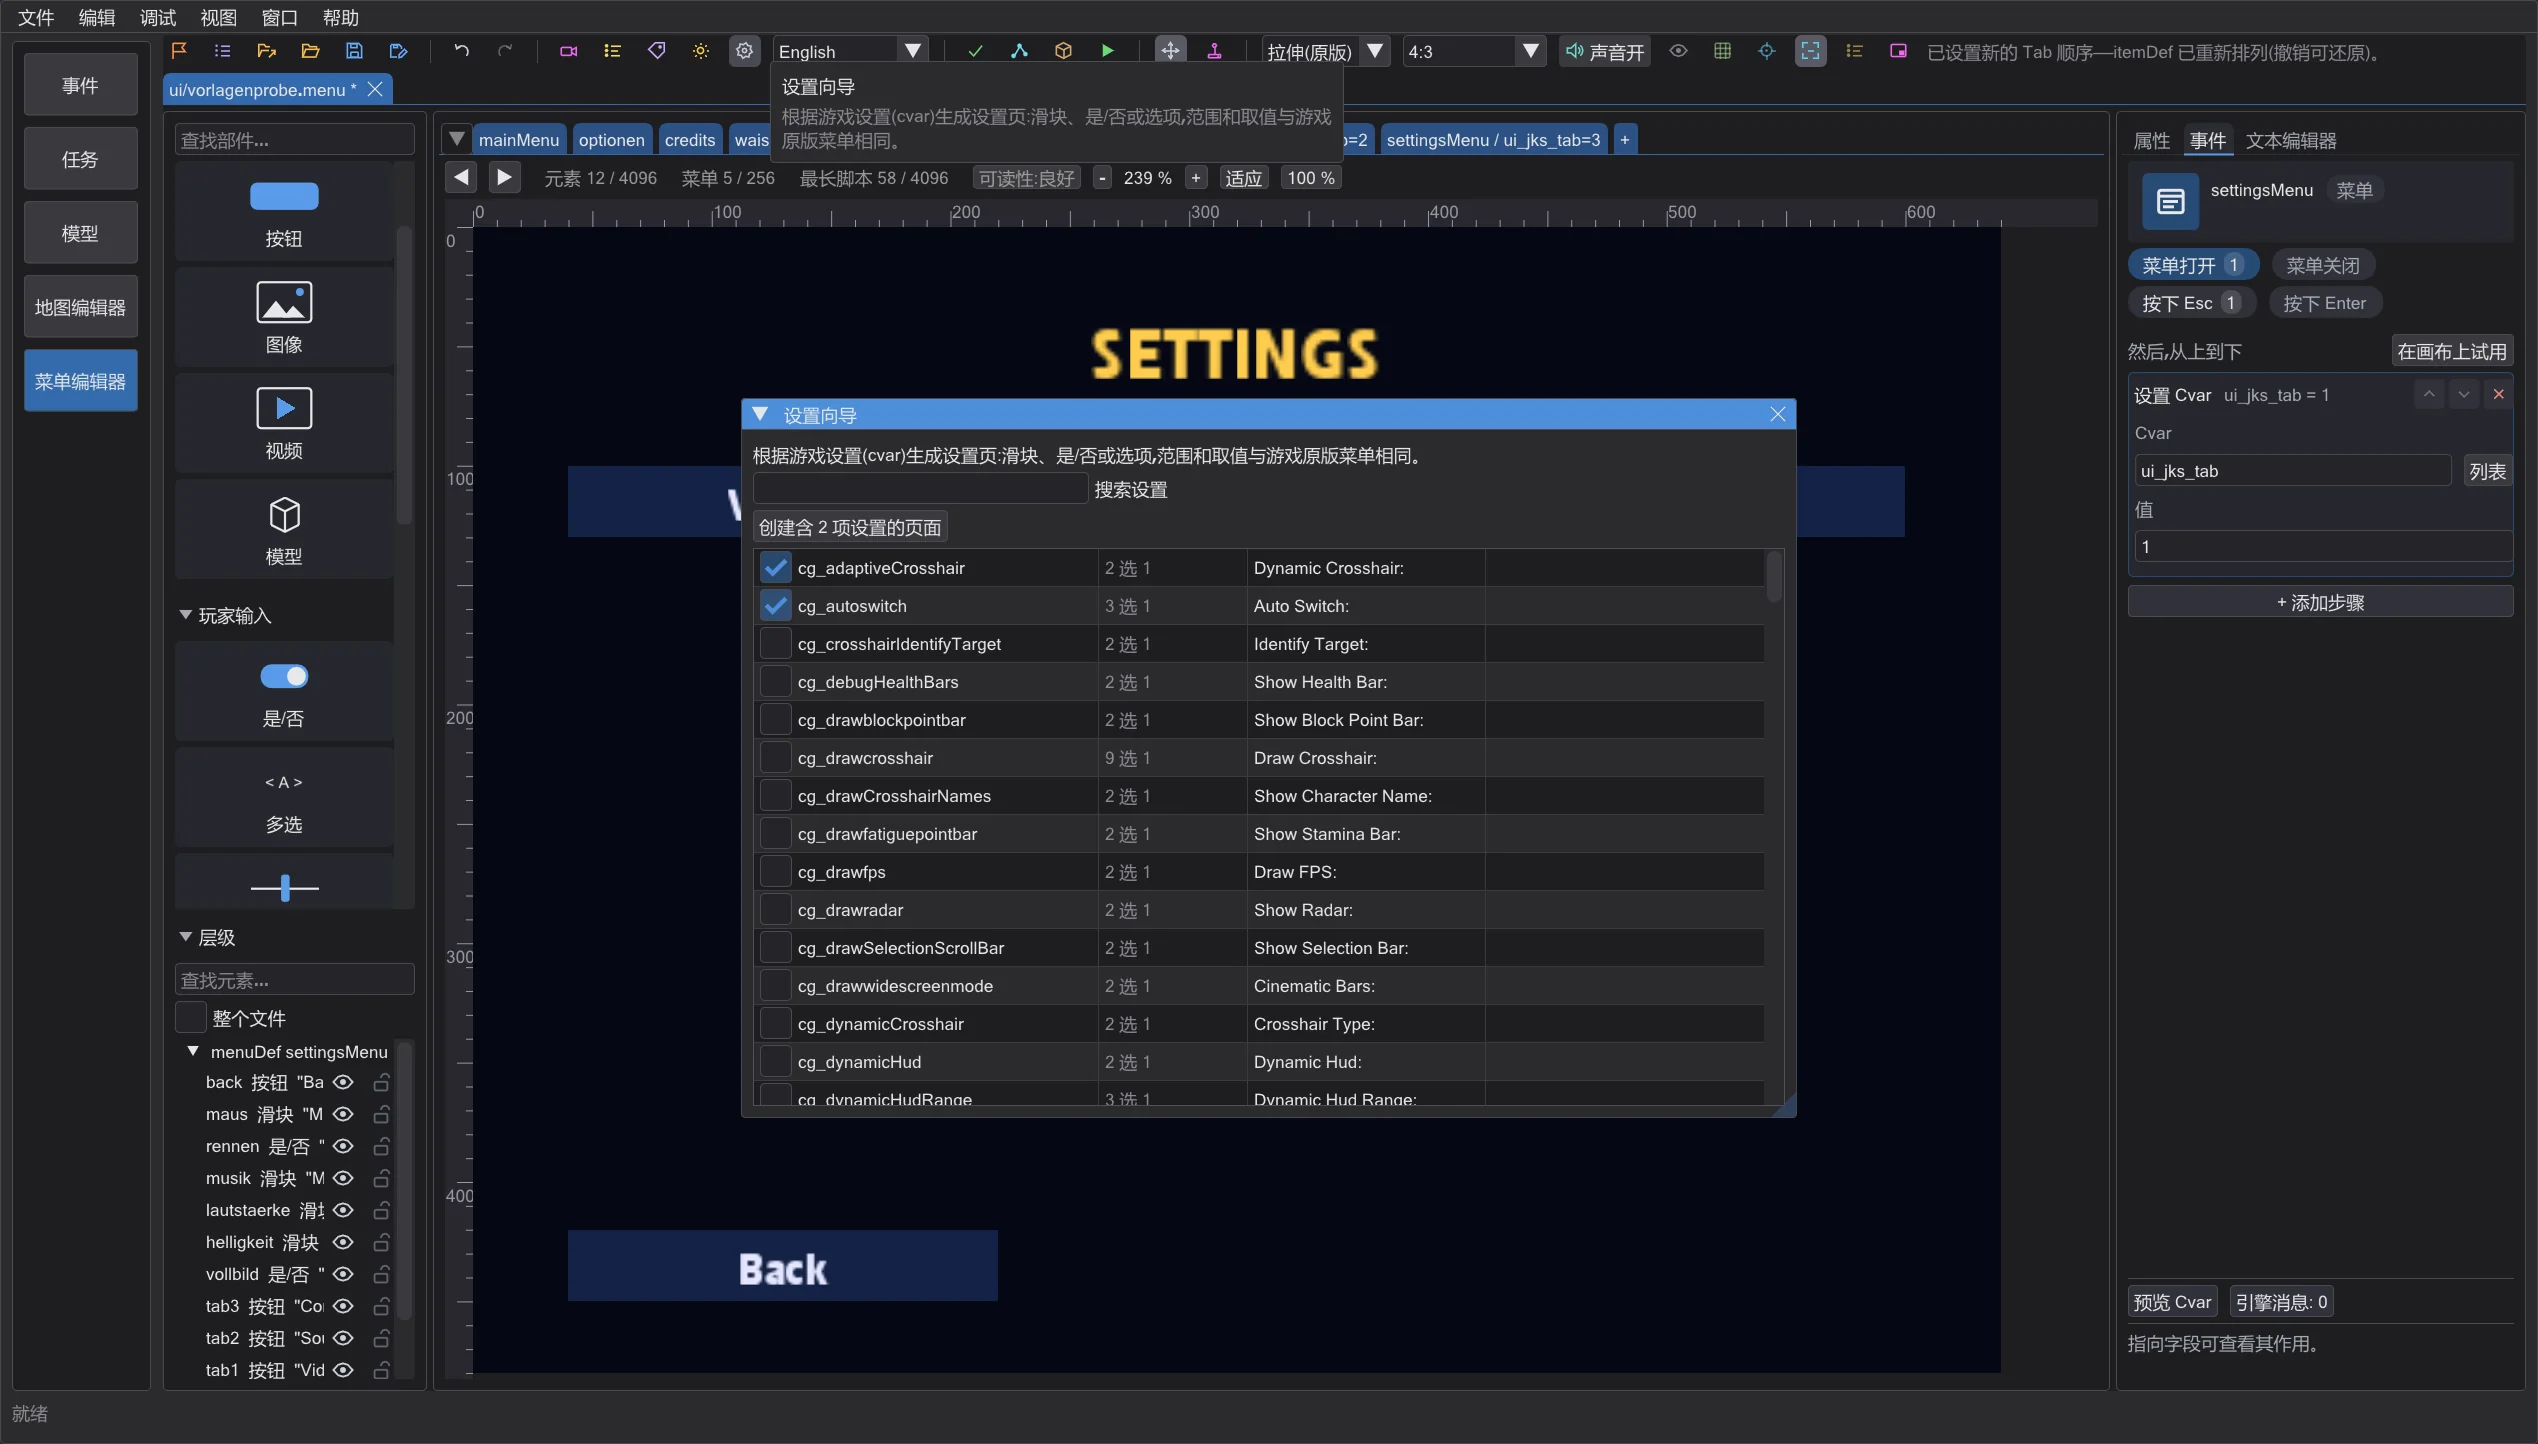 文件 编辑 调试 视图 窗口 帮助
English
拉伸(原版)
4:3
声音开
已设置新的 Tab 顺序—itemDef 已重新排列(撤销可还原)。
事件
任务
模型
地图编辑器
菜单编辑器
ui/vorlagenprobe.menu *
设置向导
根据游戏设置(cvar)生成设置页:滑块、是/否或选项,范围和取值与游戏
原版菜单相同。
查找部件...
按钮
图像
视频
模型
玩家输入
是/否
< A >
多选
层级
查找元素...
整个文件
menuDef settingsMenu
back 按钮 "Ba
maus 滑块 "M
rennen 是/否 "
musik 滑块 "M
lautstaerke 滑
helligkeit 滑块
vollbild 是/否 "
tab3 按钮 "Co
tab2 按钮 "Sou
tab1 按钮 "Vid
mainMenu optionen credits wais =2 settingsMenu / ui_jks_tab=3 +
元素 12 / 4096 菜单 5 / 256 最长脚本 58 / 4096 可读性:良好 - 239 % + 适应 100 %
0 100 200 300 400 500 600
0
100
200
300
400
SETTINGS
Back
设置向导
根据游戏设置(cvar)生成设置页:滑块、是/否或选项,范围和取值与游戏原版菜单相同。
搜索设置
创建含 2 项设置的页面
cg_adaptiveCrosshair 2 选 1 Dynamic Crosshair:
cg_autoswitch 3 选 1 Auto Switch:
cg_crosshairIdentifyTarget 2 选 1 Identify Target:
cg_debugHealthBars 2 选 1 Show Health Bar:
cg_drawblockpointbar 2 选 1 Show Block Point Bar:
cg_drawcrosshair 9 选 1 Draw Crosshair:
cg_drawCrosshairNames 2 选 1 Show Character Name:
cg_drawfatiguepointbar 2 选 1 Show Stamina Bar:
cg_drawfps 2 选 1 Draw FPS:
cg_drawradar 2 选 1 Show Radar:
cg_drawSelectionScrollBar 2 选 1 Show Selection Bar:
cg_drawwidescreenmode 2 选 1 Cinematic Bars:
cg_dynamicCrosshair 2 选 1 Crosshair Type:
cg_dynamicHud 2 选 1 Dynamic Hud:
cg_dynamicHudRange 3 选 1 Dynamic Hud Range:
属性 事件 文本编辑器
settingsMenu 菜单
菜单打开 1 菜单关闭
按下 Esc 1 按下 Enter
然后,从上到下 在画布上试用
设置 Cvar ui_jks_tab = 1
Cvar
ui_jks_tab 列表
值
1
+ 添加步骤
预览 Cvar 引擎消息: 0
指向字段可查看其作用。
就绪